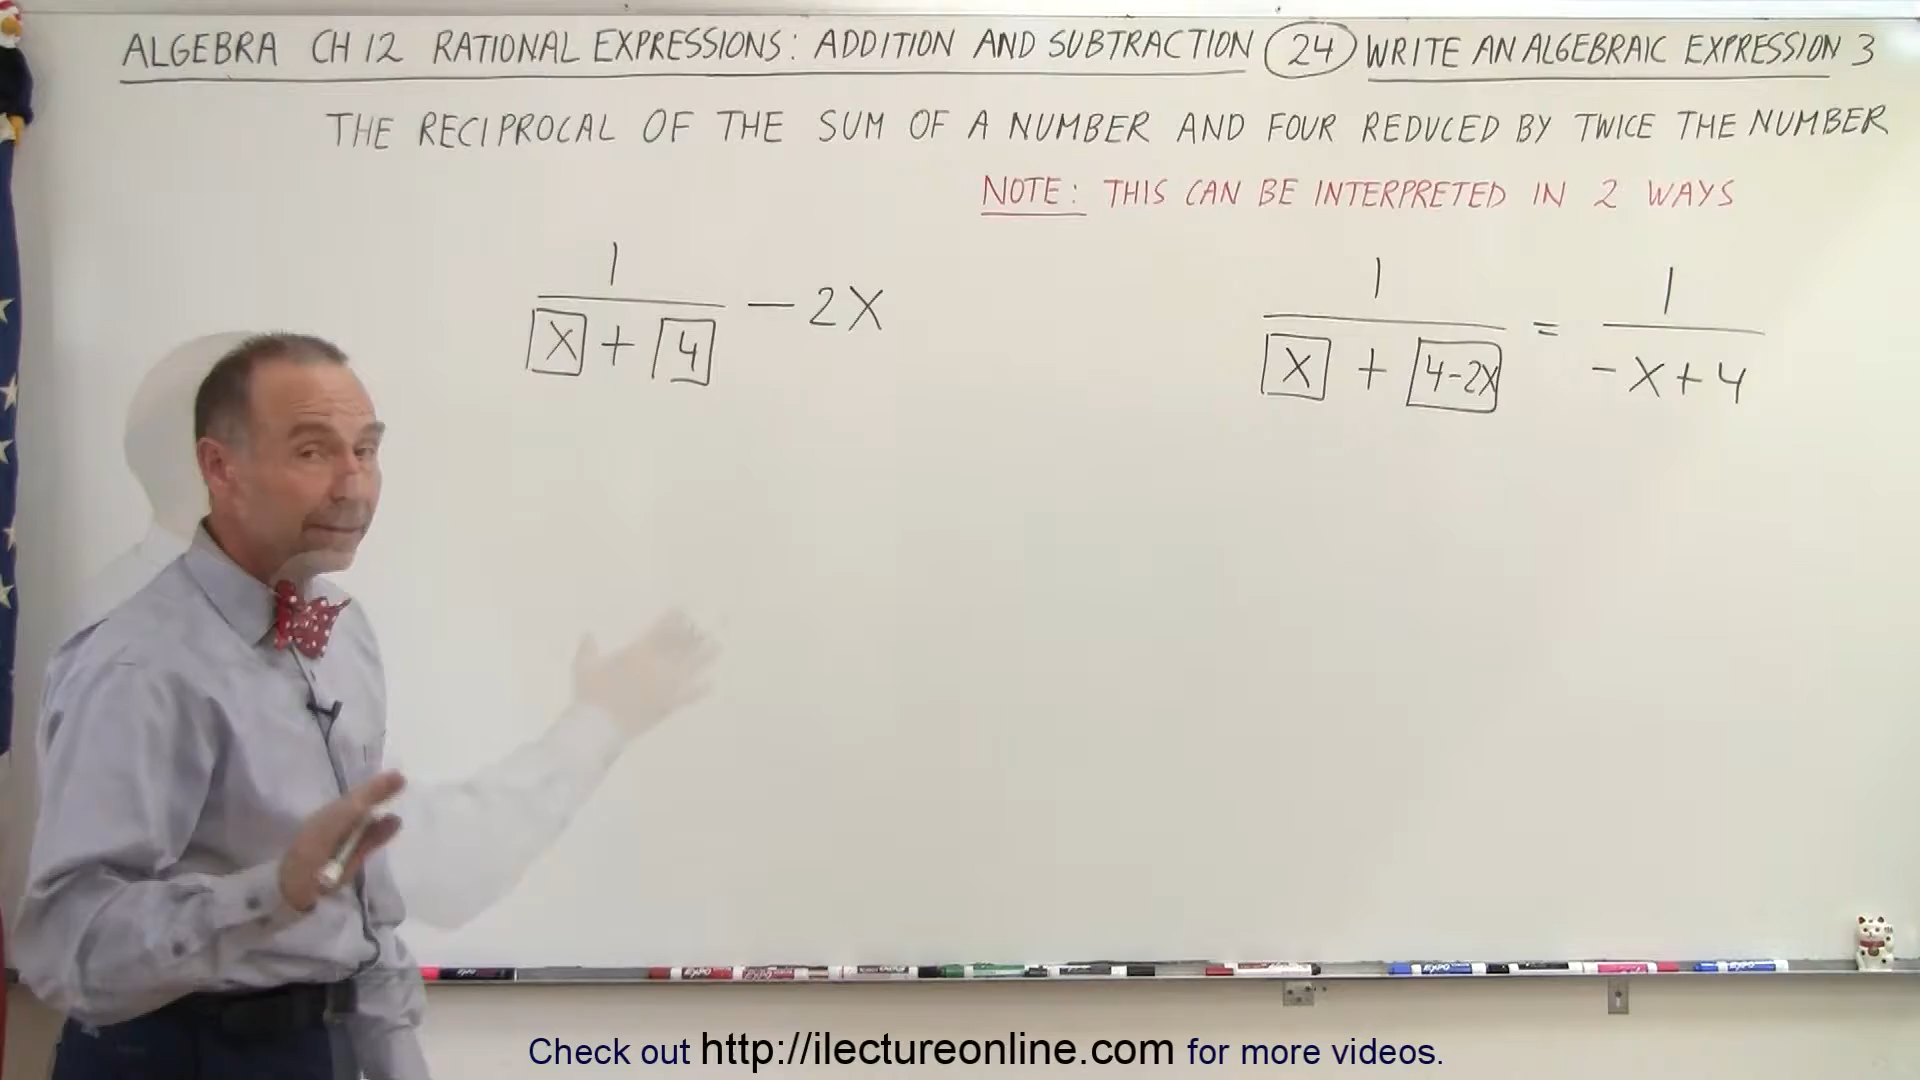 ALGEBRA CH 12 RATIONAL EXPRESSIONS: ADDITION AND SUBTRACTION 24 WRITE AN ALGEBRAIC EXPRESSION 3
THE RECIPROCAL OF THE SUM OF A NUMBER AND FOUR REDUCED BY TWICE THE NUMBER
NOTE: THIS CAN BE INTERPRETED IN 2 WAYS
1
X + 4 - 2X
1 = 1
X + 4-2X
-X+4
Check out http://ilectureonline.com for more videos.